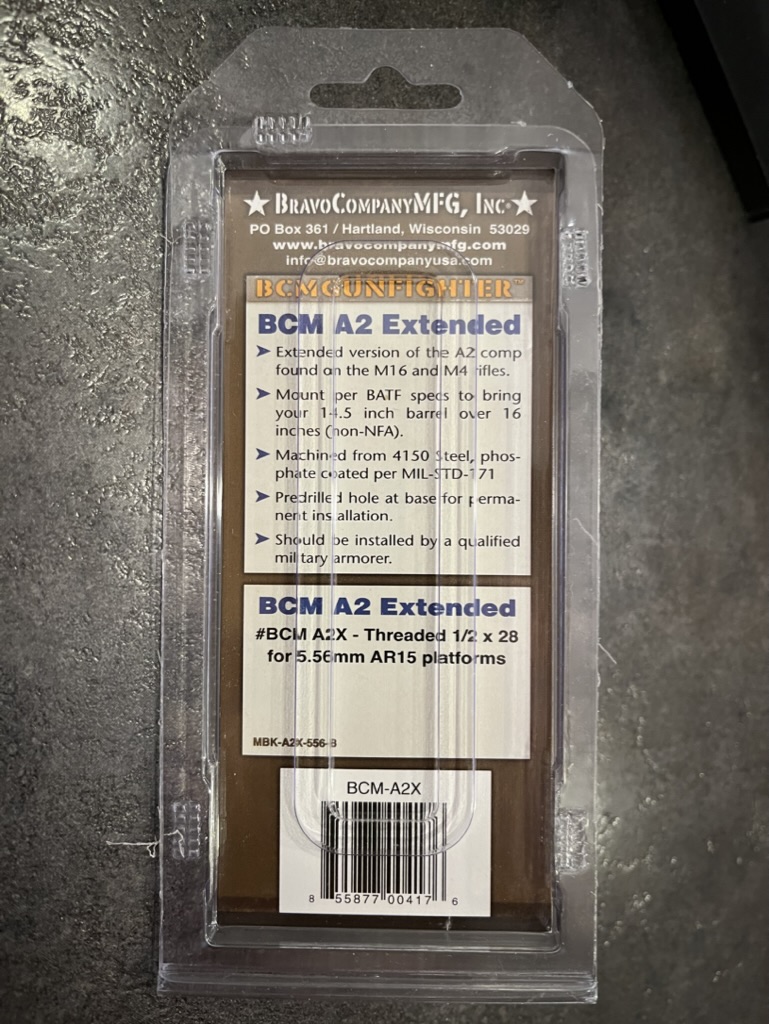 ★ BRAVOCOMPANYMFG, INC. ★
PO Box 361 / Hartland, Wisconsin 53029
www.bravocompanymfg.com
info@bravocompanyusa.com
BCMGUNFIGHTER™
BCM A2 Extended
➤ Extended version of the A2 comp
found on the M16 and M4 rifles.
➤ Mount per BATF specs to bring
your 14.5 inch barrel over 16
inches (non-NFA).
➤ Machined from 4150 Steel, phos-
phate coated per MIL-STD-171
➤ Predrilled hole at base for perma-
nent installation.
➤ Should be installed by a qualified
military armorer.
BCM A2 Extended
#BCM A2X - Threaded 1/2 x 28
for 5.56mm AR15 platforms
MBK-A2X-556-B
BCM-A2X
8 55877 00417 6